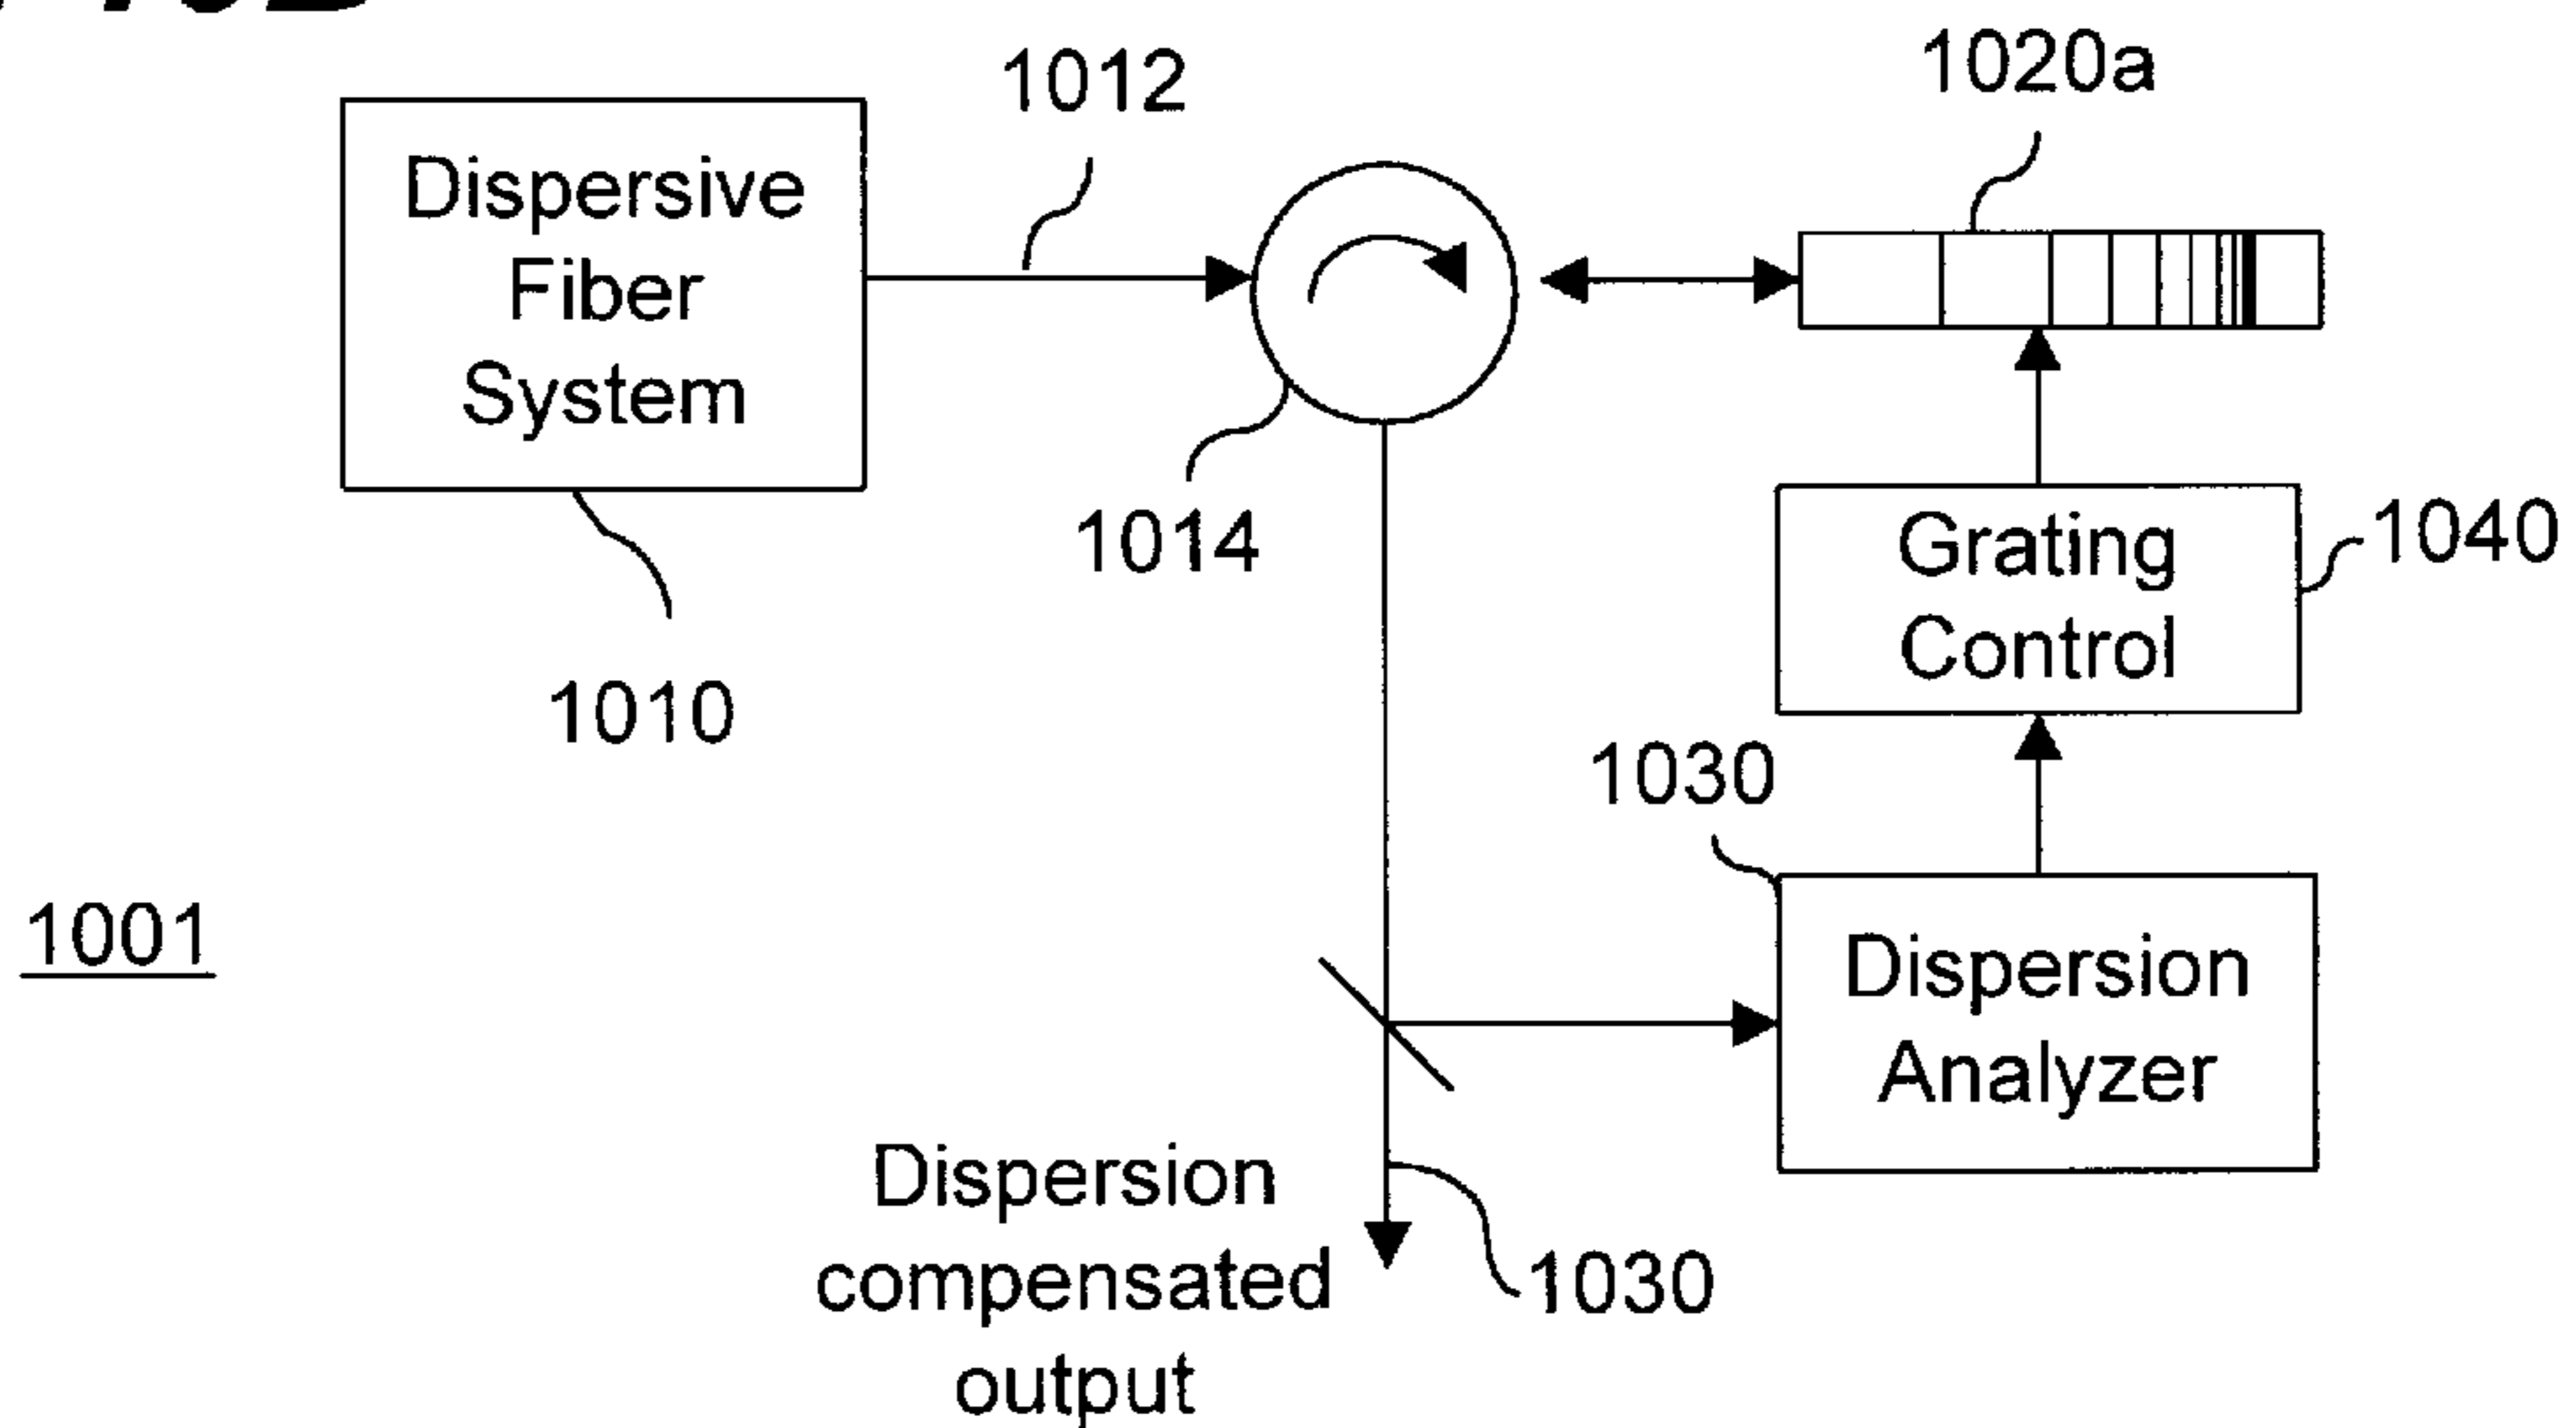 1012
1020a
Dispersive
Fiber
System
1014
Grating
Control
1040
1010
1030
1001
Dispersion
Analyzer
Dispersion
compensated
output
1030